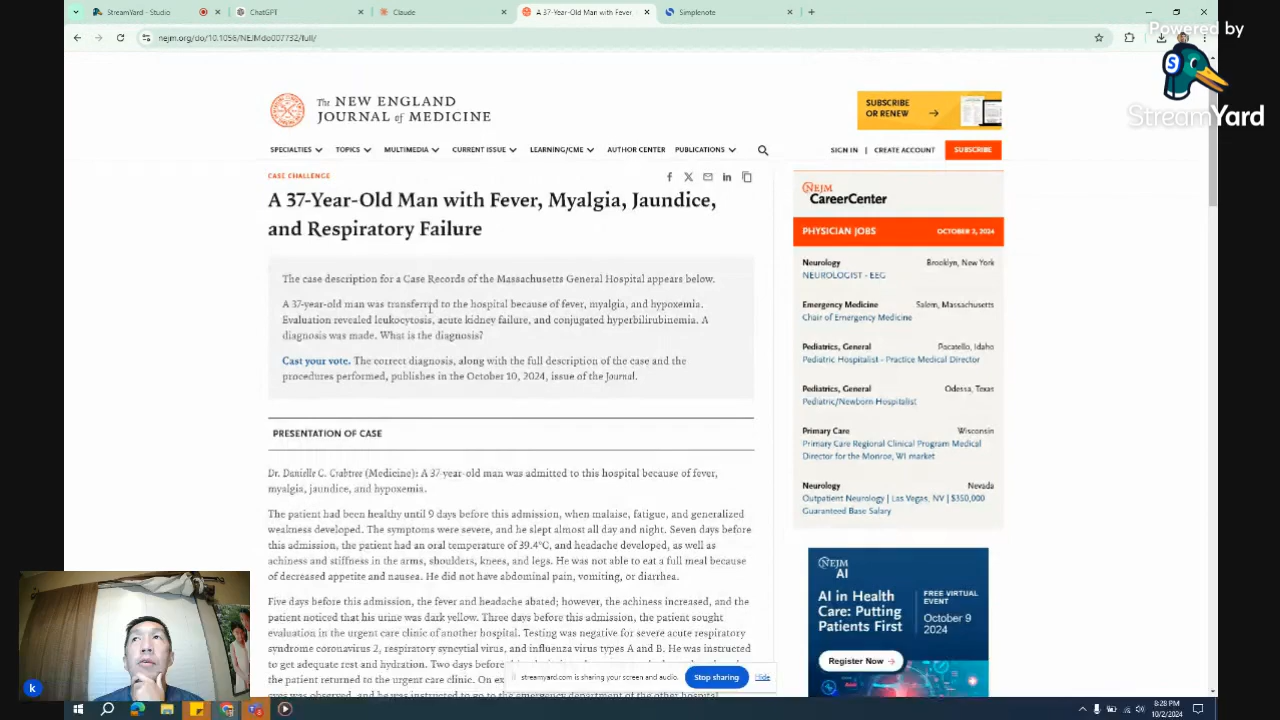 StreamYard
ChatGPT
Claude
A 37-Year-Old Man with Fever
Simplenote
nejm.org/do/10.1056/NEJMdo007732/full/
Powered by
StreamYard
The NEW ENGLAND
JOURNAL of MEDICINE
SUBSCRIBE
OR RENEW
SPECIALTIES TOPICS MULTIMEDIA CURRENT ISSUE LEARNING/CME AUTHOR CENTER PUBLICATIONS
SIGN IN | CREATE ACCOUNT SUBSCRIBE
CASE CHALLENGE
A 37-Year-Old Man with Fever, Myalgia, Jaundice,
and Respiratory Failure
The case description for a Case Records of the Massachusetts General Hospital appears below.
A 37-year-old man was transferred to the hospital because of fever, myalgia, and hypoxemia.
Evaluation revealed leukocytosis, acute kidney failure, and conjugated hyperbilirubinemia. A
diagnosis was made. What is the diagnosis?
Cast your vote. The correct diagnosis, along with the full description of the case and the
procedures performed, publishes in the October 10, 2024, issue of the Journal.
PRESENTATION OF CASE
Dr. Danielle C. Crabtree (Medicine): A 37-year-old man was admitted to this hospital because of fever,
myalgia, jaundice, and hypoxemia.
The patient had been healthy until 9 days before this admission, when malaise, fatigue, and generalized
weakness developed. The symptoms were severe, and he slept almost all day and night. Seven days before
this admission, the patient had an oral temperature of 39.4°C, and headache developed, as well as
achiness and stiffness in the arms, shoulders, knees, and legs. He was not able to eat a full meal because
of decreased appetite and nausea. He did not have abdominal pain, vomiting, or diarrhea.
Five days before this admission, the fever and headache abated; however, the achiness increased, and the
patient noticed that his urine was dark yellow. Three days before this admission, the patient sought
evaluation in the urgent care clinic of another hospital. Testing was negative for severe acute respiratory
syndrome coronavirus 2, respiratory syncytial virus, and influenza virus types A and B. He was instructed
to get adequate rest and hydration. Two days before
the patient returned to the urgent care clinic. On
was observed, and he was instructed to go to the emergency department of the other hospital
NEJM
CareerCenter
PHYSICIAN JOBS OCTOBER 2, 2024
Neurology Brooklyn, New York
NEUROLOGIST - EEG
Emergency Medicine Salem, Massachusetts
Chair of Emergency Medicine
Pediatrics, General Pocatello, Idaho
Pediatric Hospitalist - Practice Medical Director
Pediatrics, General Odessa, Texas
Pediatric/Newborn Hospitalist
Primary Care Wisconsin
Primary Care Regional Clinical Program Medical
Director for the Monroe, WI market
Neurology Nevada
Outpatient Neurology | Las Vegas, NV | $350,000
Guaranteed Base Salary
NEJM
AI
AI in Health
Care: Putting
Patients First
FREE VIRTUAL
EVENT
October 9
2024
Register Now
streamyard.com is sharing your screen and audio.
Stop sharing
Hide
k
8:28 PM
10/2/2024